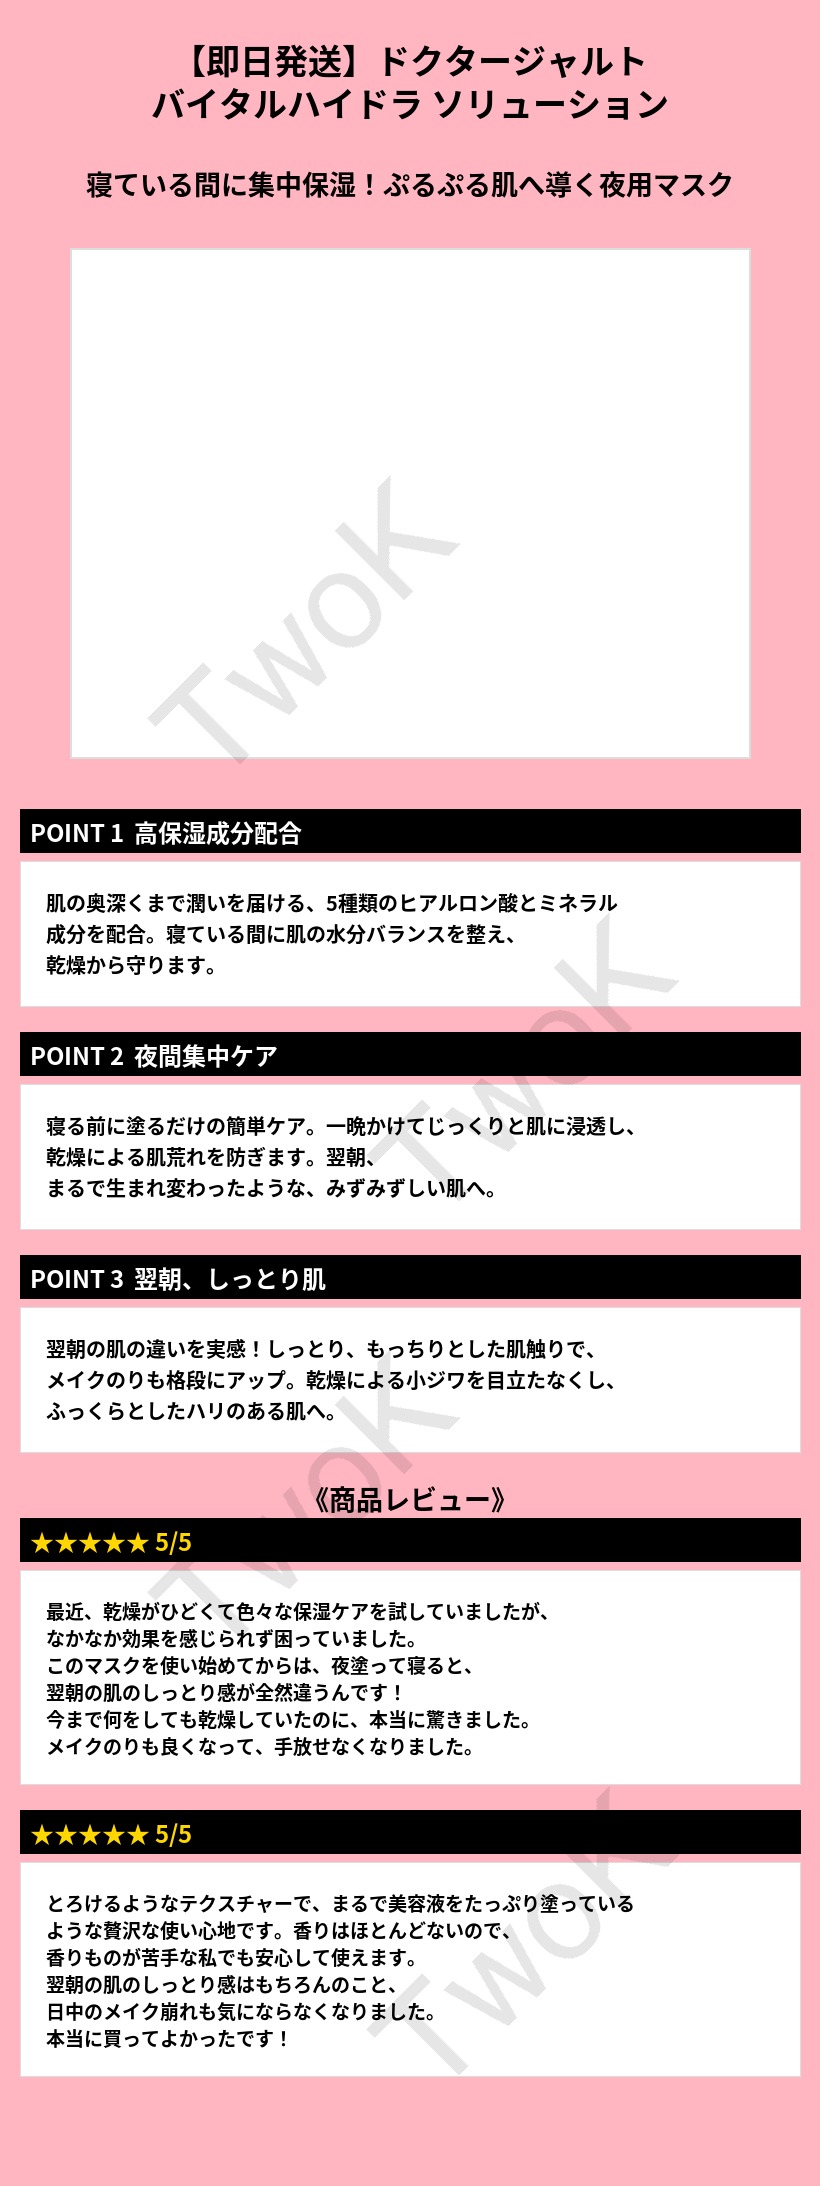 【即日発送】ドクタージャルト
バイタルハイドラ ソリューション
寝ている間に集中保湿！ぷるぷる肌へ導く夜用マスク
TwoK
POINT 1 高保湿成分配合
肌の奥深くまで潤いを届ける、5種類のヒアルロン酸とミネラル
成分を配合。寝ている間に肌の水分バランスを整え、
乾燥から守ります。
TwoK
POINT 2 夜間集中ケア
寝る前に塗るだけの簡単ケア。一晩かけてじっくりと肌に浸透し、
乾燥による肌荒れを防ぎます。翌朝、
まるで生まれ変わったような、みずみずしい肌へ。
POINT 3 翌朝、しっとり肌
翌朝の肌の違いを実感！しっとり、もっちりとした肌触りで、
メイクのりも格段にアップ。乾燥による小ジワを目立たなくし、
ふっくらとしたハリのある肌へ。
TwoK
《商品レビュー》
★★★★★ 5/5
最近、乾燥がひどくて色々な保湿ケアを試していましたが、
なかなか効果を感じられず困っていました。
このマスクを使い始めてからは、夜塗って寝ると、
翌朝の肌のしっとり感が全然違うんです！
今まで何をしても乾燥していたのに、本当に驚きました。
メイクのりも良くなって、手放せなくなりました。
★★★★★ 5/5
とろけるようなテクスチャーで、まるで美容液をたっぷり塗っている
ような贅沢な使い心地です。香りはほとんどないので、
香りものが苦手な私でも安心して使えます。
翌朝の肌のしっとり感はもちろんのこと、
日中のメイク崩れも気にならなくなりました。
本当に買ってよかったです！
TwoK